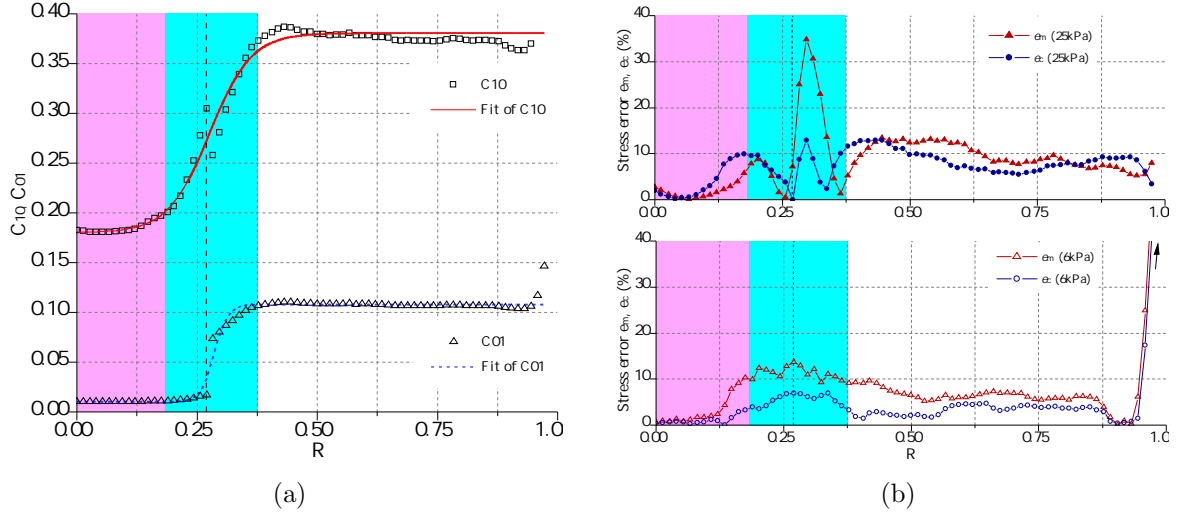 0.40
0.35
0.30
0.25
0.20
0.10
0.05
0.00
C10, C01
C10
Fit of C10
C01
Fit of C01
0.00
0.25
0.50
0.75
1.0
R
(a)
Stress error em, ec (%)
40
30
20
10
0
em (25kPa)
ec (25kPa)
0.00
0.25
0.50
0.75
1.0
Stress error em, ec (%)
40
30
20
10
0
em (6kPa)
ec (6kPa)
0.00
0.25
0.50
0.75
1.0
R
(b)